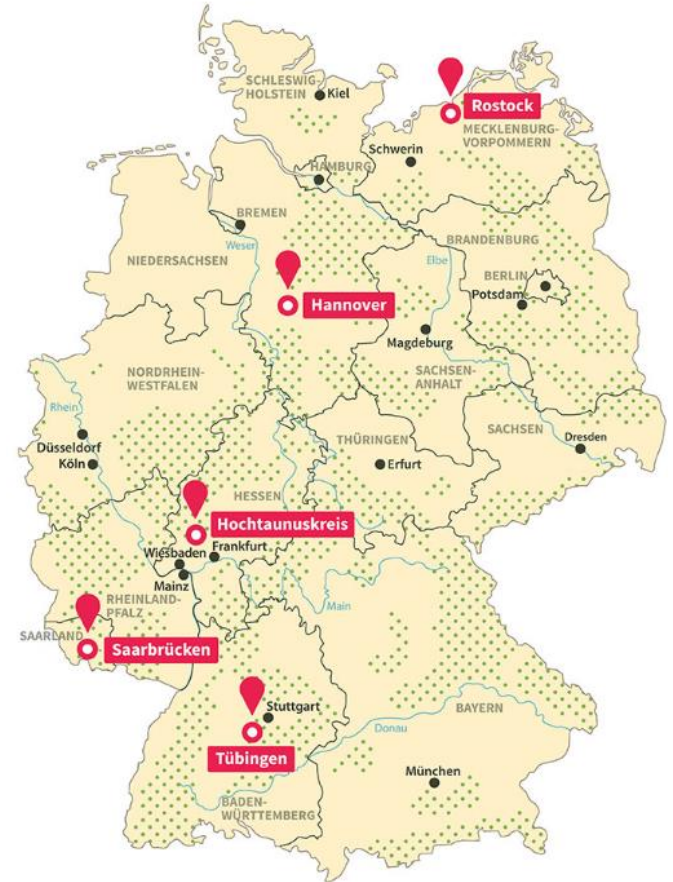 SCHLESWIG-
HOLSTEIN
Kiel
Rostock
MECKLENBURG-
VORPOMMERN
Schwerin
HAMBURG
BREMEN
Weser
NIEDERSACHSEN
BRANDENBURG
Elbe
BERLIN
Potsdam
Hannover
Magdeburg
SACHSEN-
ANHALT
NORDRHEIN-
WESTFALEN
Rhein
Düsseldorf
Köln
THÜRINGEN
Erfurt
SACHSEN
Dresden
HESSEN
Hochtaunuskreis
Wiesbaden
Frankfurt
Mainz
RHEINLAND-
PFALZ
Main
SAARLAND
Saarbrücken
Stuttgart
Tübingen
BAYERN
Donau
München
BADEN-
WÜRTTEMBERG